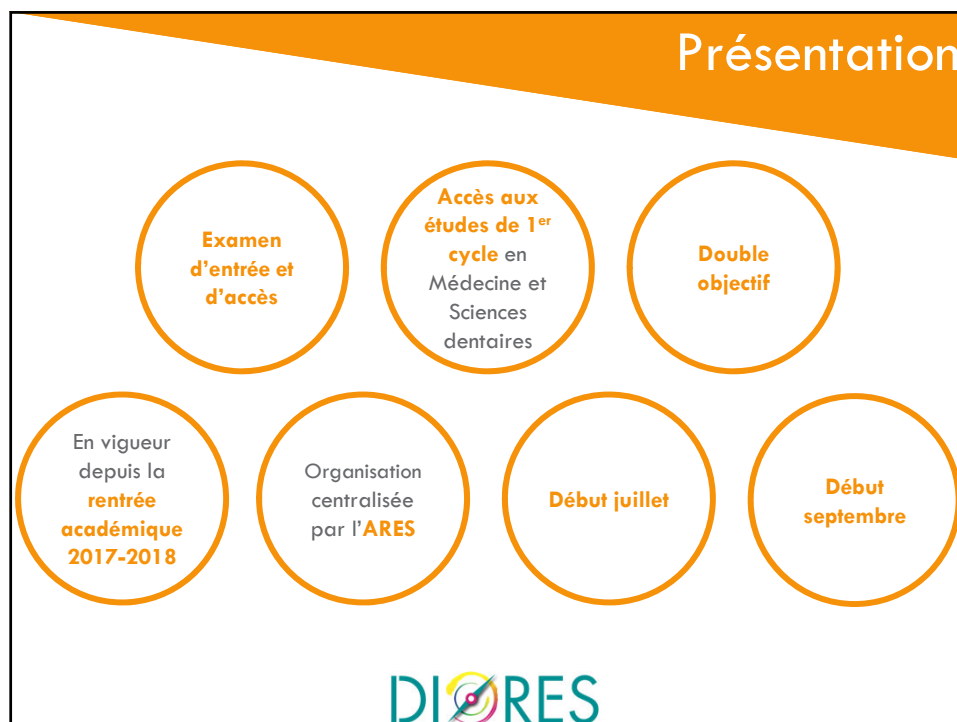 Présentation
Examen
d'entrée et
d'accès
Accès aux
études de 1er
cycle en
Médecine et
Sciences
dentaires
Double
objectif
En vigueur
depuis la
rentrée
académique
2017-2018
Organisation
centralisée
par l'ARES
Début juillet
Début
septembre
DIORES